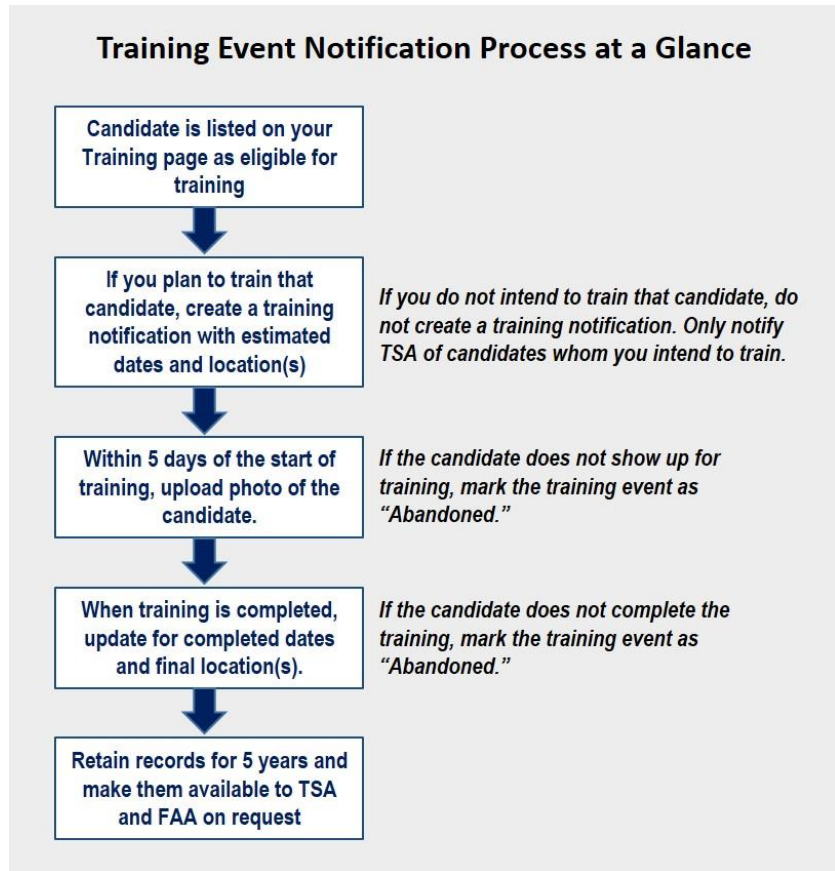 Training Event Notification Process at a Glance
Candidate is listed on your
Training page as eligible for
training
If you plan to train that
candidate, create a training
notification with estimated
dates and location(s)
If you do not intend to train that candidate, do
not create a training notification. Only notify
TSA of candidates whom you intend to train.
Within 5 days of the start of
training, upload photo of the
candidate.
If the candidate does not show up for
training, mark the training event as
“Abandoned.”
When training is completed,
update for completed dates
and final location(s).
If the candidate does not complete the
training, mark the training event as
“Abandoned.”
Retain records for 5 years and
make them available to TSA
and FAA on request